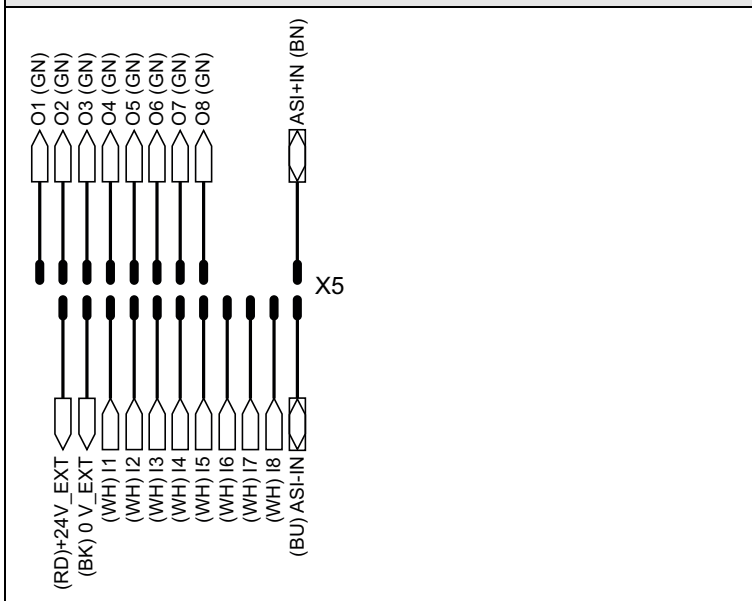 O1 (GN)
O2 (GN)
O3 (GN)
O4 (GN)
O5 (GN)
O6 (GN)
O7 (GN)
O8 (GN)
ASI+IN (BN)
X5
(RD)+24V_EXT
(BK) 0 V_EXT
(WH) I1
(WH) I2
(WH) I3
(WH) I4
(WH) I5
(WH) I6
(WH) I7
(WH) I8
(BU) ASI-IN